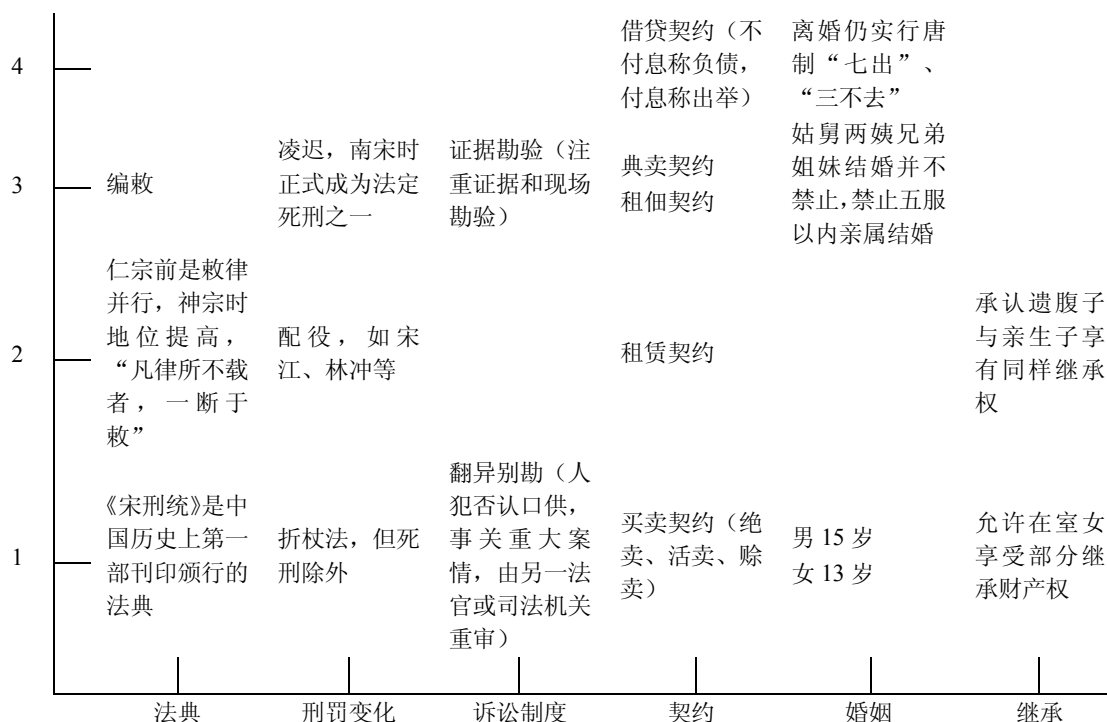 4
借贷契约（不
付息称负债，
付息称出举）
离婚仍实行唐
制“七出”、
“三不去”
3
编敕
凌迟，南宋时
正式成为法定
死刑之一
证据勘验（注
重证据和现场
勘验）
典卖契约
租佃契约
姑舅两姨兄弟
姐妹结婚并不
禁止，禁止五服
以内亲属结婚
2
仁宗前是敕律
并行，神宗时
地位提高，
“凡律所不载
者，一断于
敕”
配役，如宋
江、林冲等
租赁契约
承认遗腹子
与亲生子享
有同样继承
权
1
《宋刑统》是中
国历史上第一
部刊印颁行的
法典
折杖法，但死
刑除外
翻异别勘（人
犯否认口供，
事关重大案
情，由另一法
官或司法机关
重审）
买卖契约（绝
卖、活卖、赊
卖）
男 15 岁
女 13 岁
允许在室女
享受部分继
承财产权
法典
刑罚变化
诉讼制度
契约
婚姻
继承